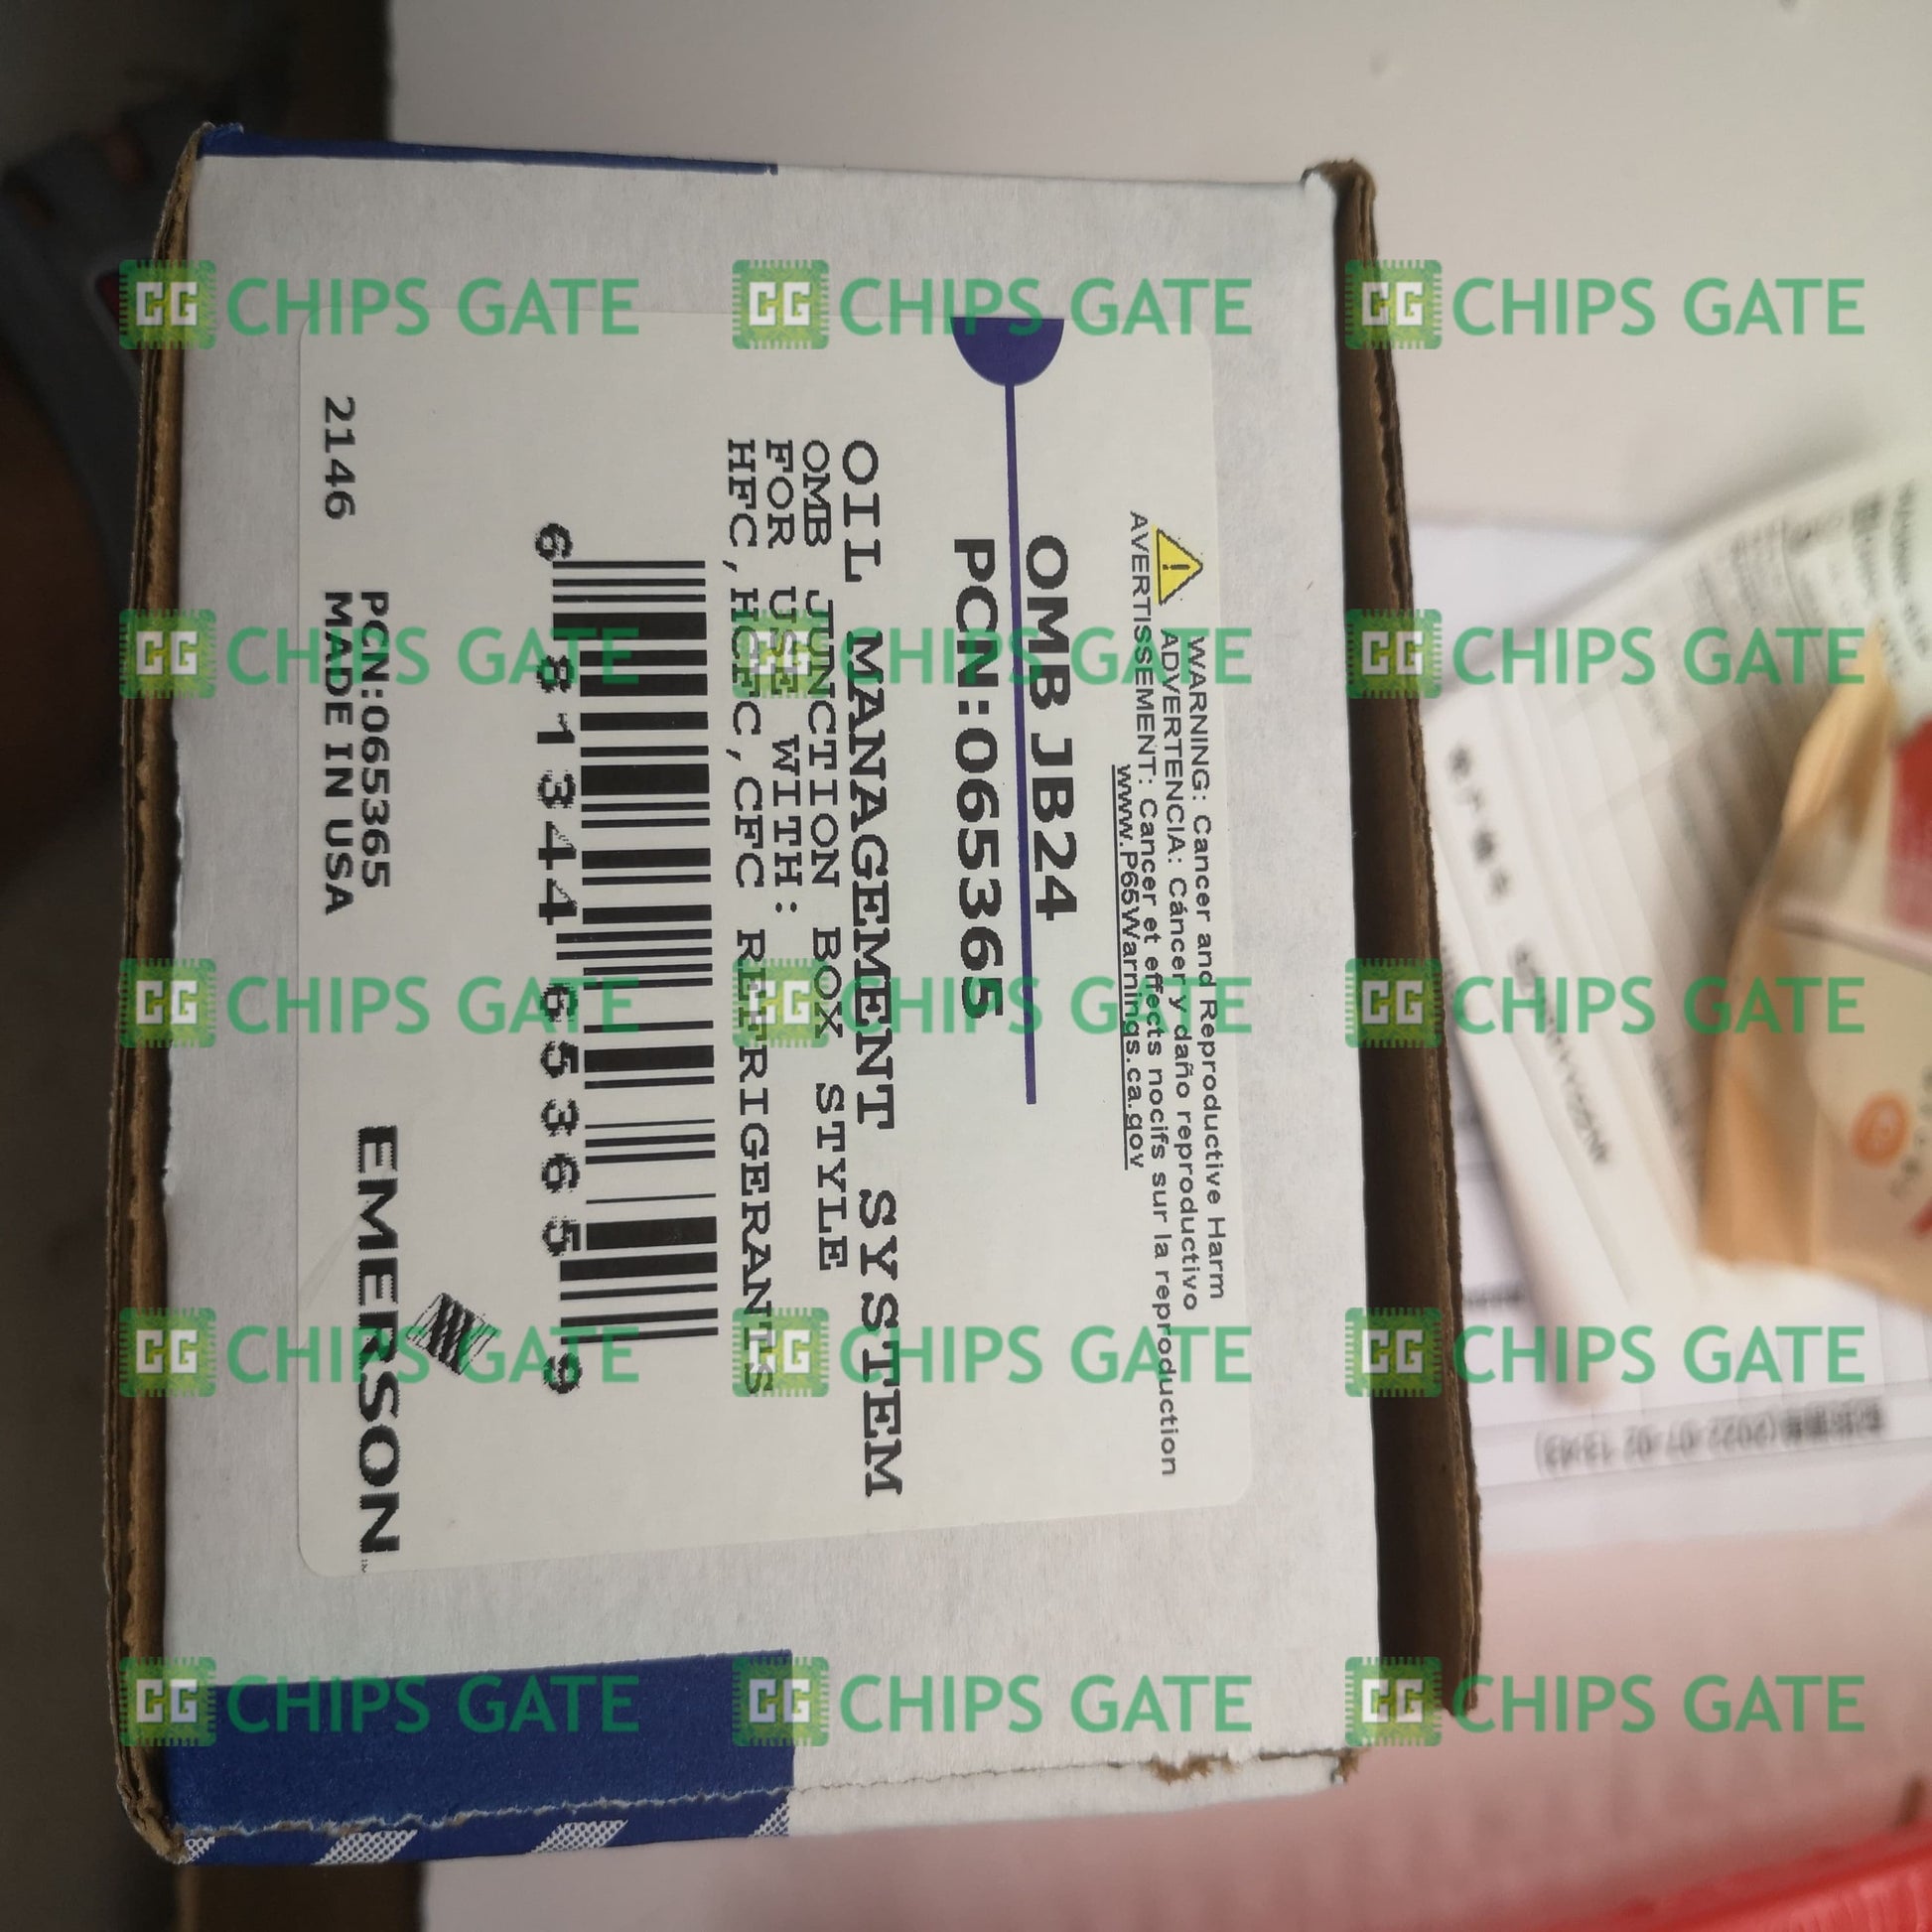 WARNING: Cancer and Reproductive Harm
ADVERTENCIA: Cáncer y daño reproductivo
AVERTISSEMENT: Cancer et effects nocifs sur la reproduction
www.P65Warnings.ca.gov
OMB JB24
PCN:065365
OIL MANAGEMENT SYSTEM
OMB JUNCTION BOX STYLE
FOR USE WITH:
HFC,HCFC,CFC REFRIGERANTS
6 81344 65365 9
PCN:065365
2146 MADE IN USA
EMERSON
CHIPS GATE CHIPS GATE CHIPS GATE
CHIPS GATE CHIPS GATE CHIPS GATE
CHIPS GATE CHIPS GATE CHIPS GATE
CHIPS GATE CHIPS GATE CHIPS GATE
CHIPS GATE CHIPS GATE CHIPS GATE